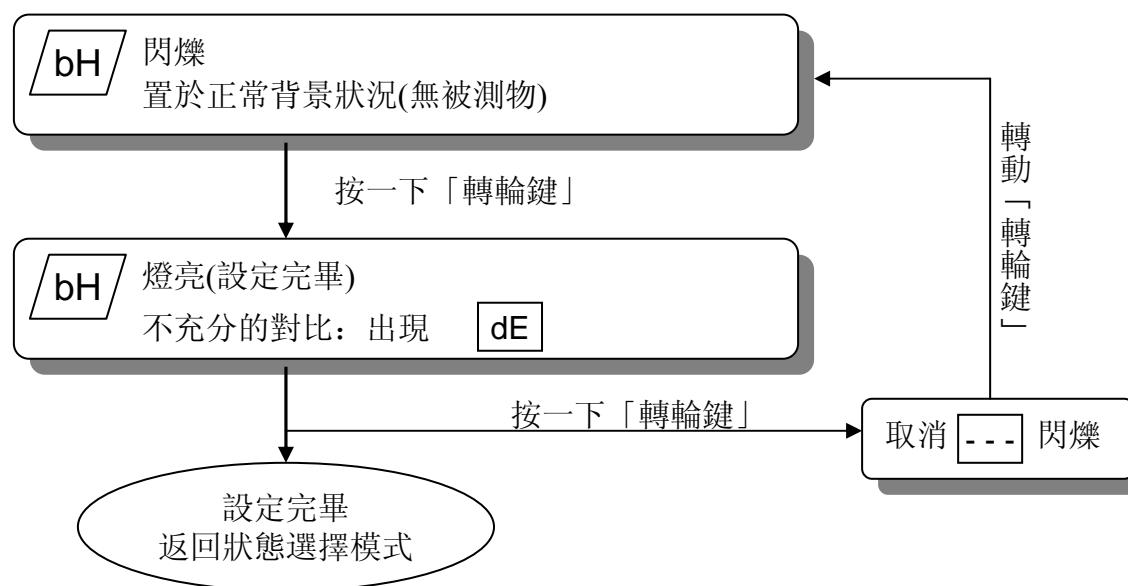 bH
閃爍
置於正常背景狀況(無被測物)
按一下「轉輪鍵」
轉動「轉輪鍵」
bH
燈亮(設定完畢)
不充分的對比：出現 dE
按一下「轉輪鍵」
取消 - - - 閃爍
設定完畢
返回狀態選擇模式